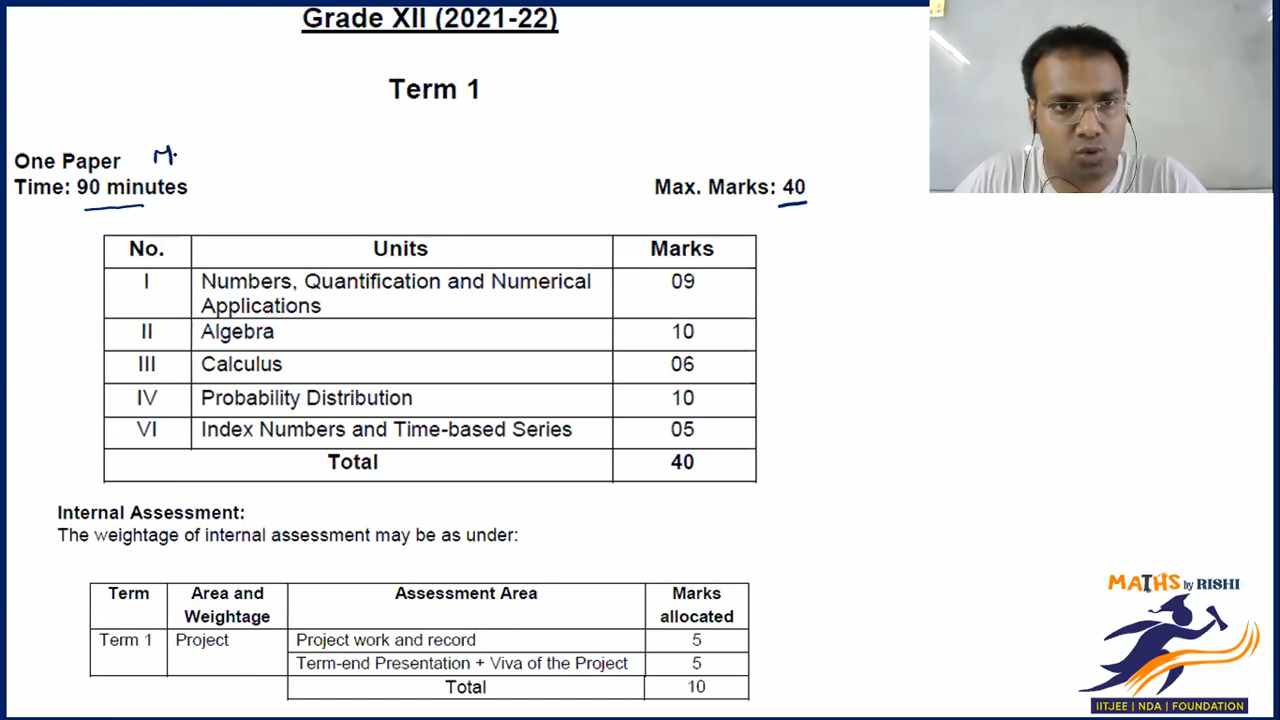 Grade XII (2021-22)
Term 1
One Paper M.
Time: 90 minutes Max. Marks: 40
No. Units Marks
I Numbers, Quantification and Numerical Applications 09
II Algebra 10
III Calculus 06
IV Probability Distribution 10
VI Index Numbers and Time-based Series 05
Total 40
Internal Assessment:
The weightage of internal assessment may be as under:
Term Area and Weightage Assessment Area Marks allocated
Term 1 Project Project work and record 5
Term-end Presentation + Viva of the Project 5
Total 10
MATHS by RISHI
IITJEE | NDA | FOUNDATION